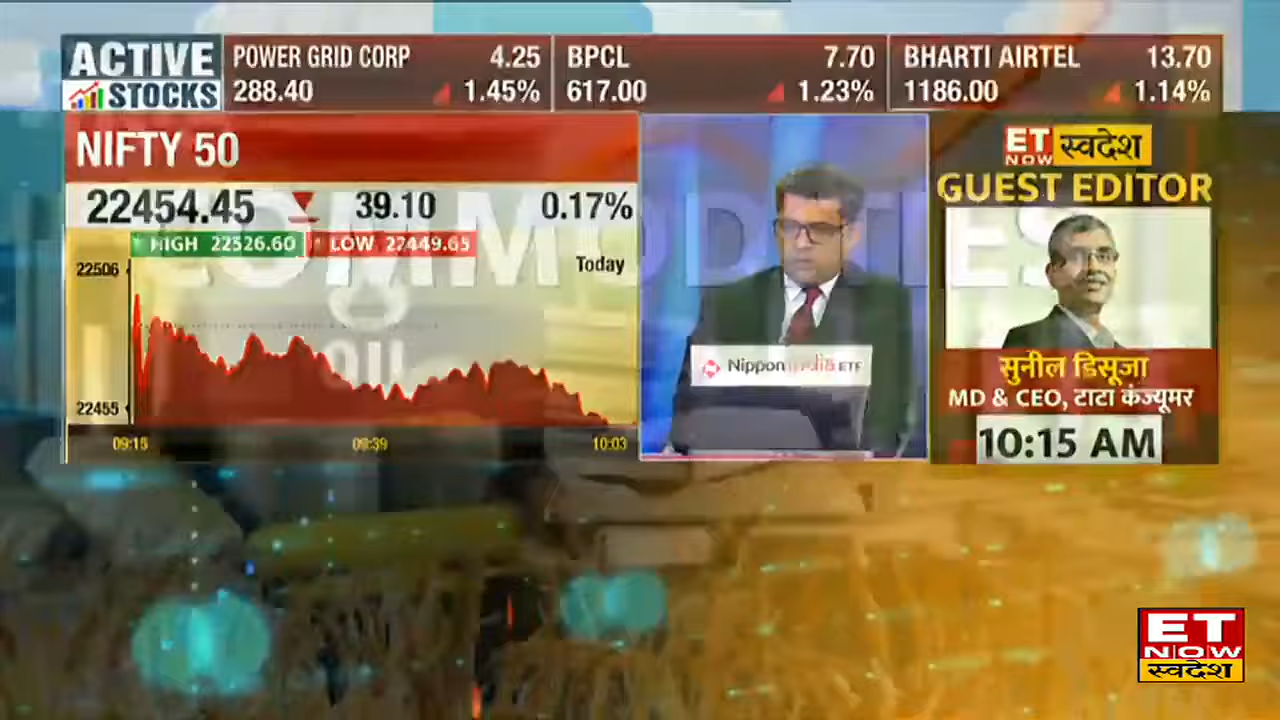 ACTIVE STOCKS
POWER GRID CORP 4.25
288.40 1.45%
BPCL 7.70
617.00 1.23%
BHARTI AIRTEL 13.70
1186.00 1.14%
NIFTY 50
22454.45 39.10 0.17%
HIGH 22526.60 LOW 22449.65
Today
22506
22455
09:15 09:39 10:03
COMMODITIES
OIL
Nippon India ETF
ET NOW स्वदेश
GUEST EDITOR
सुनील डिसूजा
MD & CEO, टाटा कंज्यूमर
10:15 AM
ET
NOW
स्वदेश